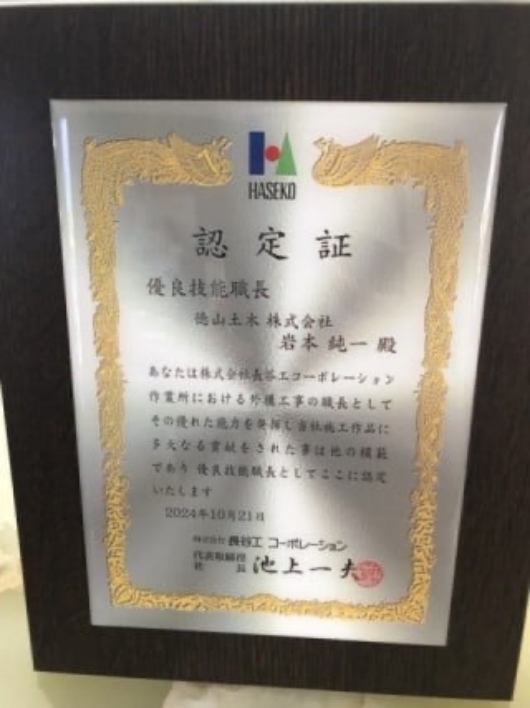 HASEKO
認定証
優良技能職長
徳山土木 株式会社
岩本 純一 殿
あなたは株式会社長谷工コーポレーション
作業所における外構工事の職長として
その優れた能力を発揮し当社施工作品に
多大なる貢献をされた事は他の模範
であり 優良技能職長としてここに認定
いたします
2024年10月21日
株式会社 長谷工 コーポレーション
代表取締役
社長 池上一夫